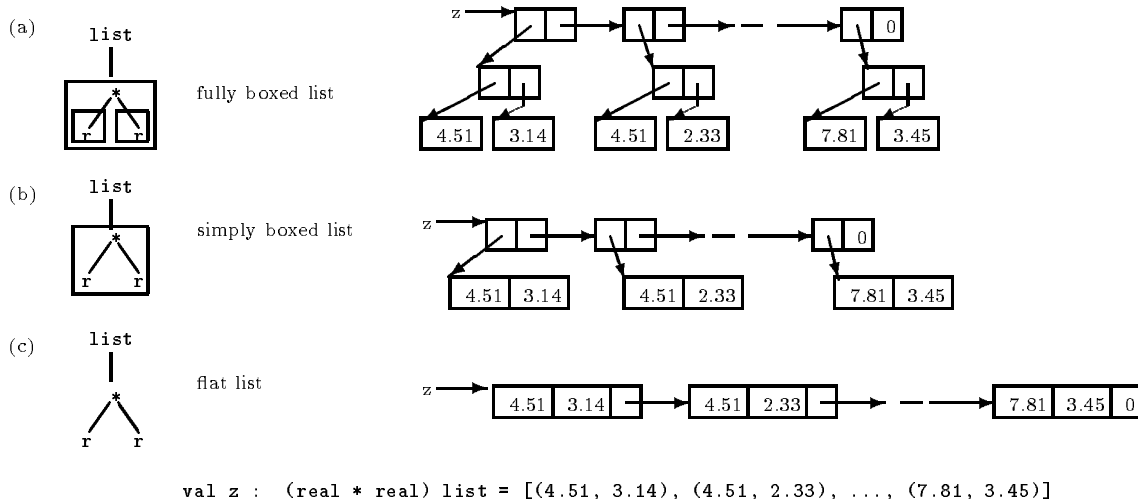 (a)
list
*
r r
fully boxed list
z
0
4.51 3.14 4.51 2.33 7.81 3.45
(b)
list
*
r r
simply boxed list
z
0
4.51 3.14 4.51 2.33 7.81 3.45
(c)
list
*
r r
flat list
z
4.51 3.14 4.51 2.33 7.81 3.45 0
val z : (real * real) list = [(4.51, 3.14), (4.51, 2.33), ..., (7.81, 3.45)]